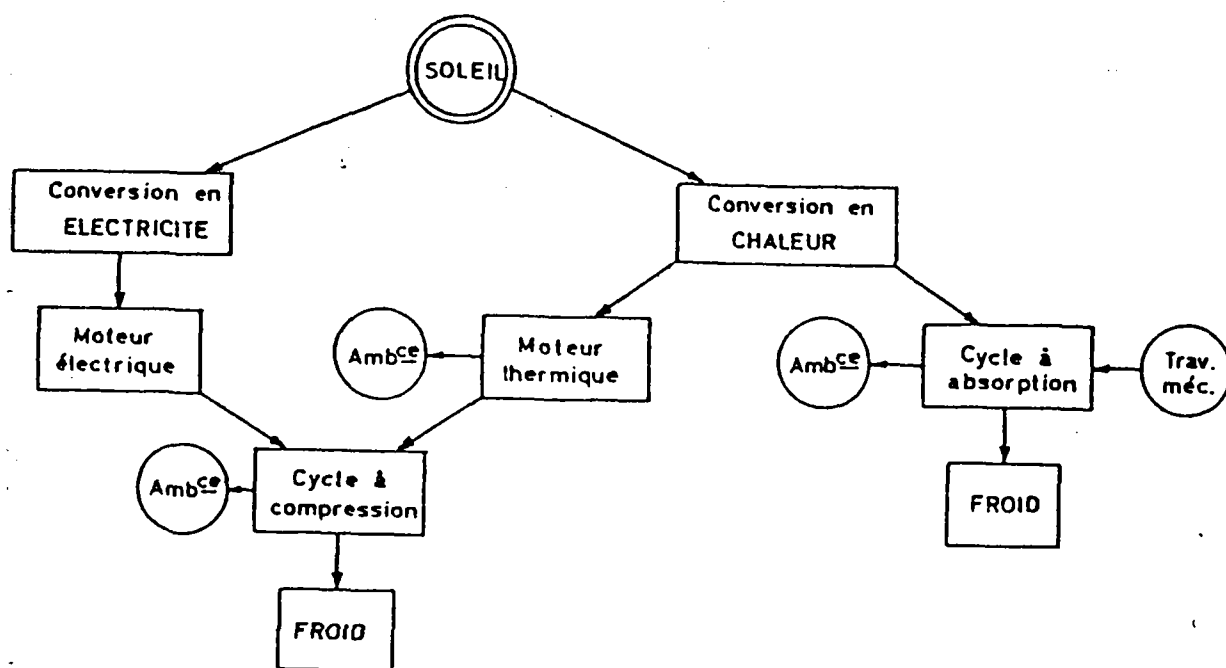 SOLEIL
Conversion en
ELECTRICITE
Conversion en
CHALEUR
Moteur
électrique
Ambce
Moteur
thermique
Ambce
Cycle à
absorption
Trav.
méc.
Ambce
Cycle à
compression
FROID
FROID